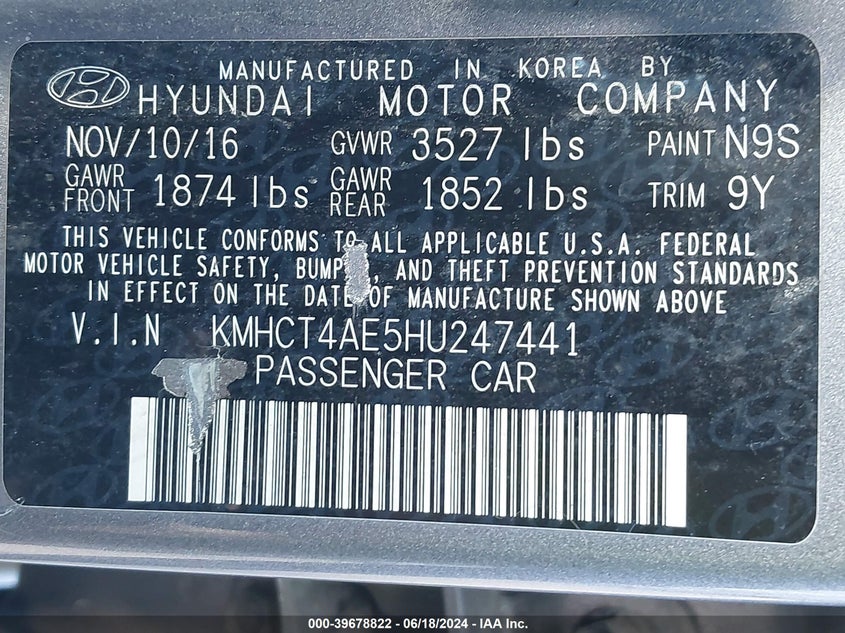 MANUFACTURED IN KOREA BY
HYUNDAI MOTOR COMPANY
NOV/10/16 GVWR 3527 lbs PAINT N9S
GAWR FRONT 1874 lbs GAWR REAR 1852 lbs TRIM 9Y
THIS VEHICLE CONFORMS TO ALL APPLICABLE U.S.A. FEDERAL
MOTOR VEHICLE SAFETY, BUMPER, AND THEFT PREVENTION STANDARDS
IN EFFECT ON THE DATE OF MANUFACTURE SHOWN ABOVE
V.I.N KMHCT4AE5HU247441
PASSENGER CAR
000-39678822 - 06/18/2024 - IAA Inc.